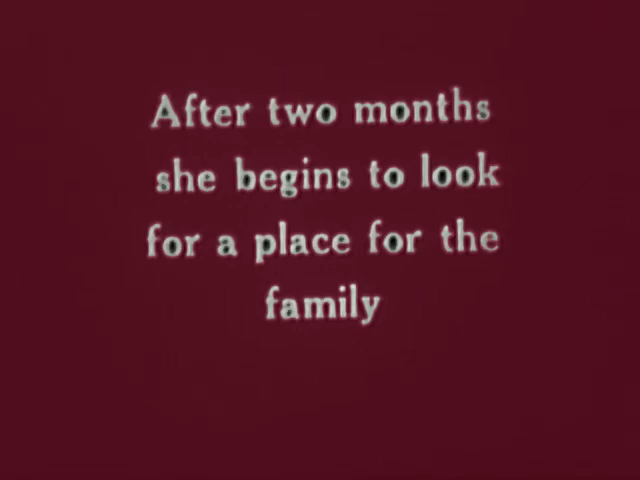 After two months
she begins to look
for a place for the
family